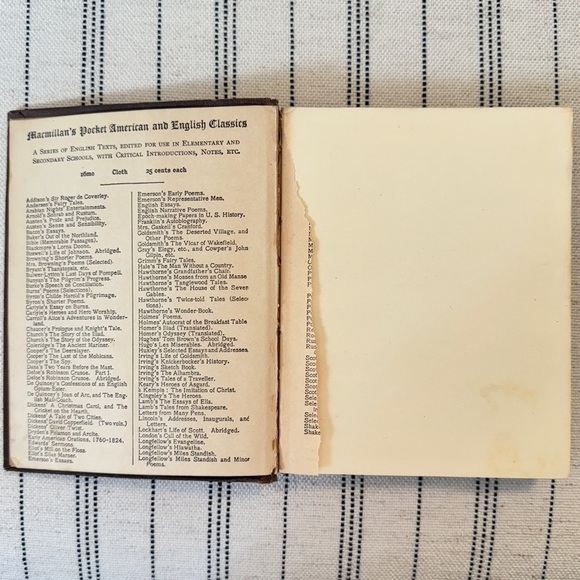 Macmillan's Pocket American and English Classics
A Series of English Texts, edited for use in Elementary and
Secondary Schools, with Critical Introductions, Notes, etc.
16mo Cloth 25 cents each
Addison's Sir Roger de Coverley.
Andersen's Fairy Tales.
Arabian Nights' Entertainments.
Arnold's Sohrab and Rustum.
Austen's Pride and Prejudice.
Austen's Sense and Sensibility.
Bacon's Essays.
Baker's Out of the Northland.
Bible (Memorable Passages).
Blackmore's Lorna Doone.
Boswell's Life of Johnson. Abridged.
Browning's Shorter Poems.
Mrs. Browning's Poems (Selected).
Bryant's Thanatopsis, etc.
Bulwer-Lytton's Last Days of Pompeii.
Bunyan's The Pilgrim's Progress.
Burke's Speech on Conciliation.
Burns' Poems (Selections).
Byron's Childe Harold's Pilgrimage.
Byron's Shorter Poems.
Carlyle's Essay on Burns.
Carlyle's Heroes and Hero Worship.
Carroll's Alice's Adventures in Wonder-
land.
Chaucer's Prologue and Knight's Tale.
Church's The Story of the Iliad.
Church's The Story of the Odyssey.
Coleridge's The Ancient Mariner.
Cooper's The Deerslayer.
Cooper's The Last of the Mohicans.
Cooper's The Spy.
Dana's Two Years Before the Mast.
Defoe's Robinson Crusoe. Part I.
Defoe's Robinson Crusoe. Abridged.
De Quincey's Confessions of an English
Opium-Eater.
De Quincey's Joan of Arc, and The Eng-
lish Mail-Coach.
Dickens' A Christmas Carol, and The
Cricket on the Hearth.
Dickens' A Tale of Two Cities.
Dickens' David Copperfield. (Two vols.)
Dickens' Oliver Twist.
Dryden's Palamon and Arcite.
Early American Orations, 1760-1824.
Edwards' Sermons.
Eliot's Mill on the Floss.
Eliot's Silas Marner.
Emerson's Essays.
Emerson's Early Poems.
Emerson's Representative Men.
English Essays.
English Narrative Poems.
Epoch-making Papers in U. S. History.
Franklin's Autobiography.
Mrs. Gaskell's Cranford.
Goldsmith's The Deserted Village, and
Other Poems.
Goldsmith's The Vicar of Wakefield.
Gray's Elegy, etc., and Cowper's John
Gilpin, etc.
Grimm's Fairy Tales.
Hale's The Man Without a Country.
Hawthorne's Grandfather's Chair.
Hawthorne's Mosses from an Old Manse
Hawthorne's Tanglewood Tales.
Hawthorne's The House of the Seven
Gables.
Hawthorne's Twice-told Tales (Selec-
tions).
Hawthorne's Wonder-Book.
Holmes' Poems.
Holmes' Autocrat of the Breakfast Table
Homer's Iliad (Translated).
Homer's Odyssey (Translated).
Hughes' Tom Brown's School Days.
Hugo's Les Miserables. Abridged.
Huxley's Selected Essays and Addresses.
Irving's Life of Goldsmith.
Irving's Knickerbocker's History.
Irving's Sketch Book.
Irving's The Alhambra.
Irving's Tales of a Traveller.
Keary's Heroes of Asgard.
à Kempis: The Imitation of Christ.
Kingsley's The Heroes.
Lamb's The Essays of Elia.
Lamb's Tales from Shakespeare.
Letters from Many Pens.
Lincoln's Addresses, Inaugurals, and
Letters.
Lockhart's Life of Scott. Abridged.
London's Call of the Wild.
Longfellow's Evangeline.
Longfellow's Hiawatha.
Longfellow's Miles Standish.
Longfellow's Miles Standish and Minor
Poems.